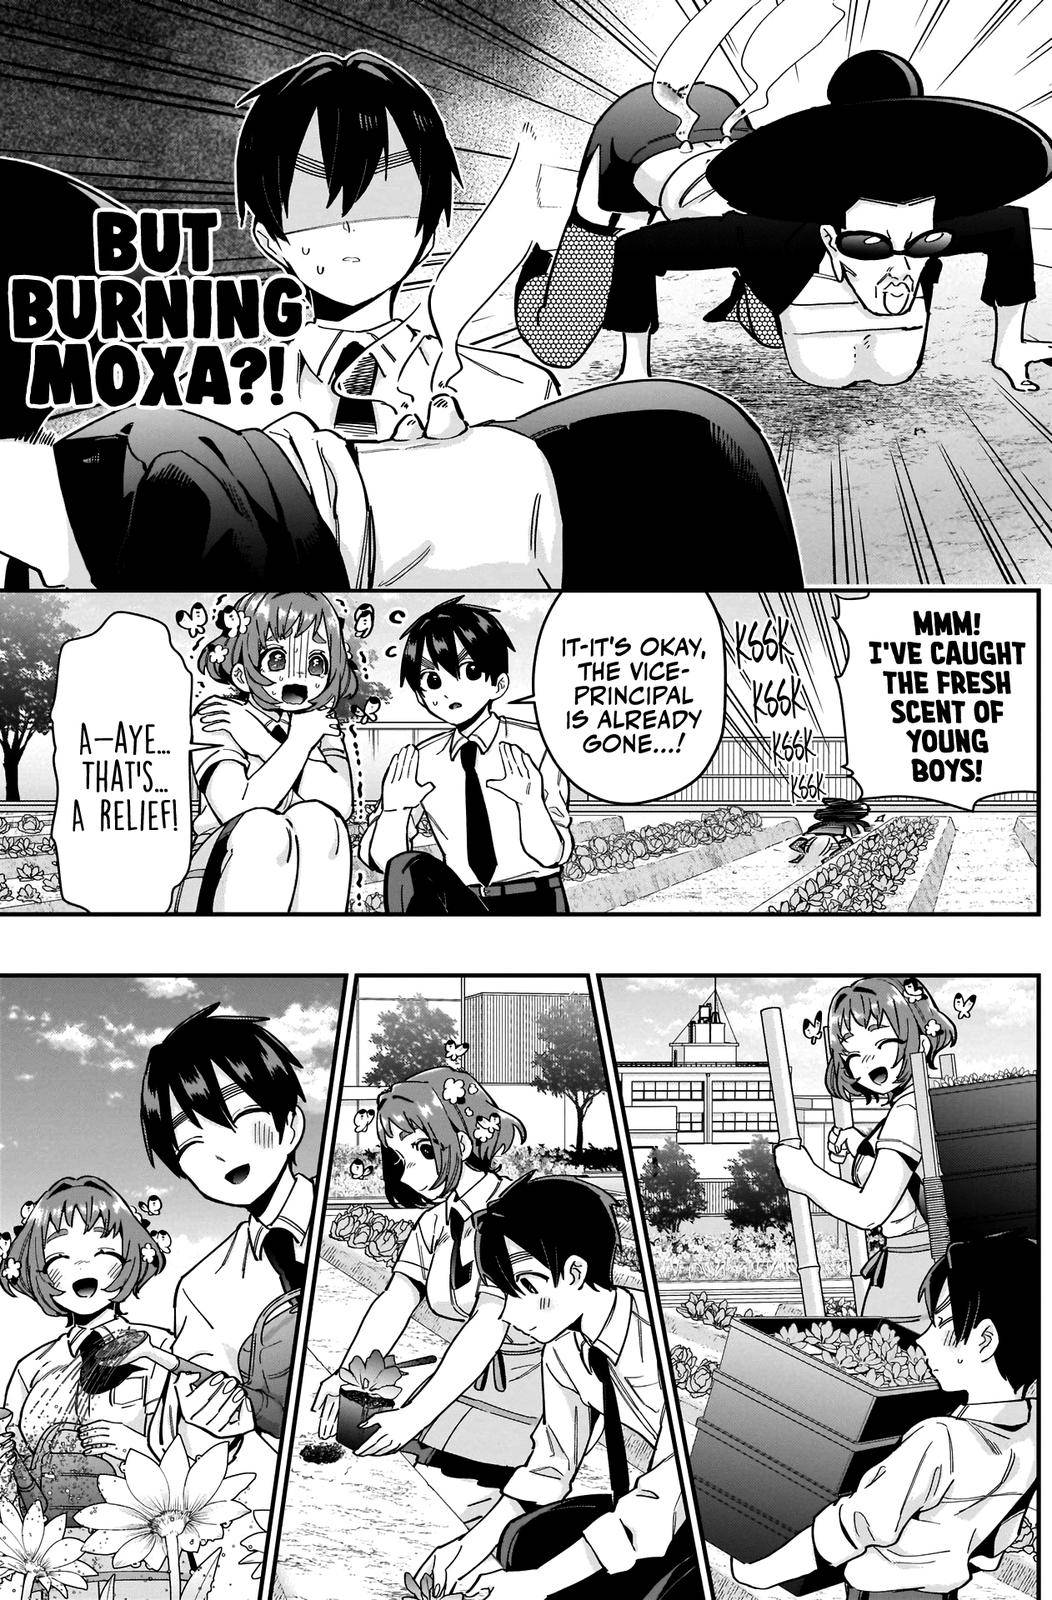 BUT
BURNING
MOXA?!
MMM!
I'VE CAUGHT
THE FRESH
SCENT OF
YOUNG
BOYS!
KSSK
KSSK
KSSK
KSSK
IT-IT'S OKAY,
THE VICE-
PRINCIPAL
IS ALREADY
GONE...!
A-AYE...
THAT'S...
A RELIEF!